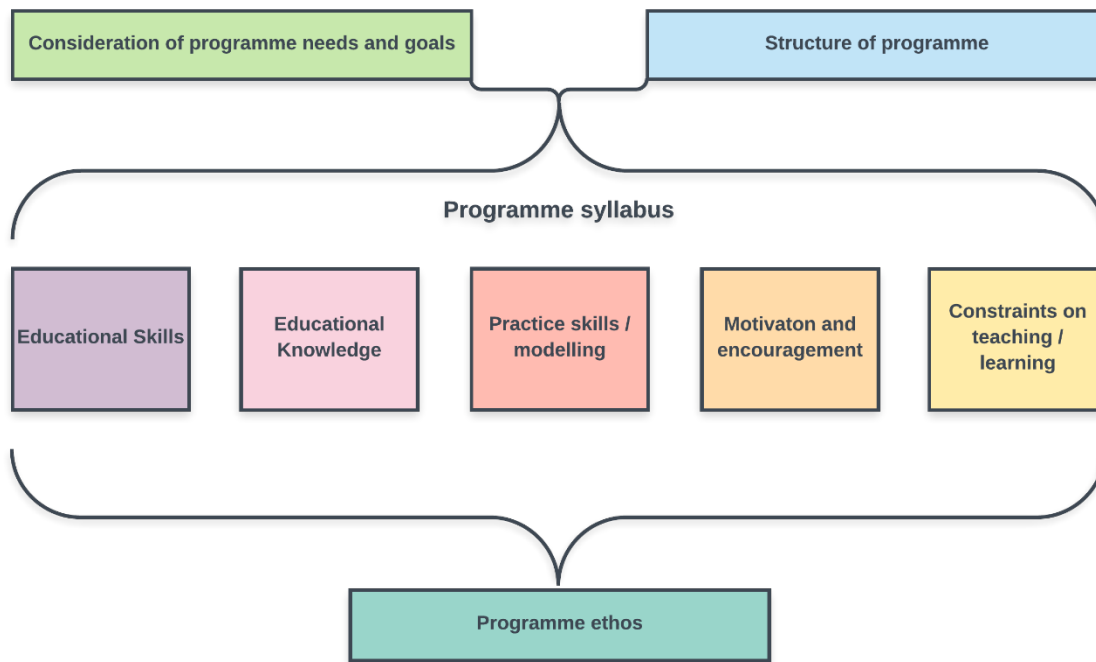 Consideration of programme needs and goals
Structure of programme
Programme syllabus
Educational Skills
Educational
Knowledge
Practice skills /
modelling
Motivaton and
encouragement
Constraints on
teaching /
learning
Programme ethos